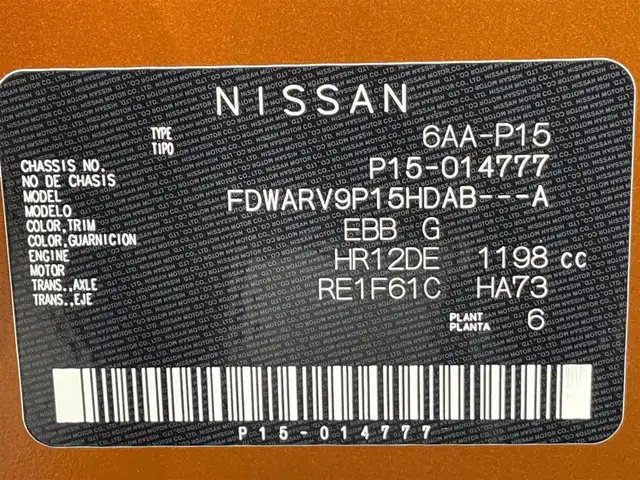 NISSAN
TYPE 6AA-P15
TIPO
CHASSIS NO. P15-014777
NO DE CHASIS
MODEL FDWARV9P15HDAB---A
MODELO
COLOR,TRIM EBB G
COLOR,GUARNICION
ENGINE HR12DE 1198 cc
MOTOR
TRANS.,AXLE RE1F61C HA73
TRANS.,EJE
PLANT 6
PLANTA
P15-014777